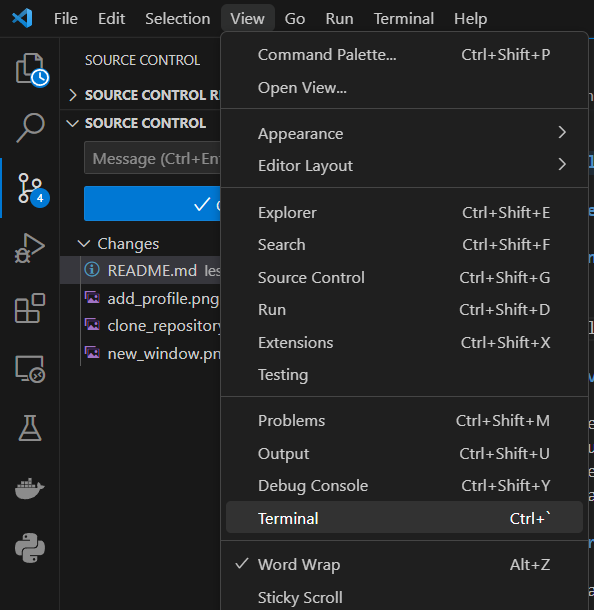 File Edit Selection View Go Run Terminal Help
SOURCE CONTROL
SOURCE CONTROL
SOURCE CONTROL
Message (Ctrl+En
4
Changes
README.md
add_profile.png
clone_repository
new_window.pn
Command Palette... Ctrl+Shift+P
Open View...
Appearance
Editor Layout
Explorer Ctrl+Shift+E
Search Ctrl+Shift+F
Source Control Ctrl+Shift+G
Run Ctrl+Shift+D
Extensions Ctrl+Shift+X
Testing
Problems Ctrl+Shift+M
Output Ctrl+Shift+U
Debug Console Ctrl+Shift+Y
Terminal Ctrl+`
Word Wrap Alt+Z
Sticky Scroll